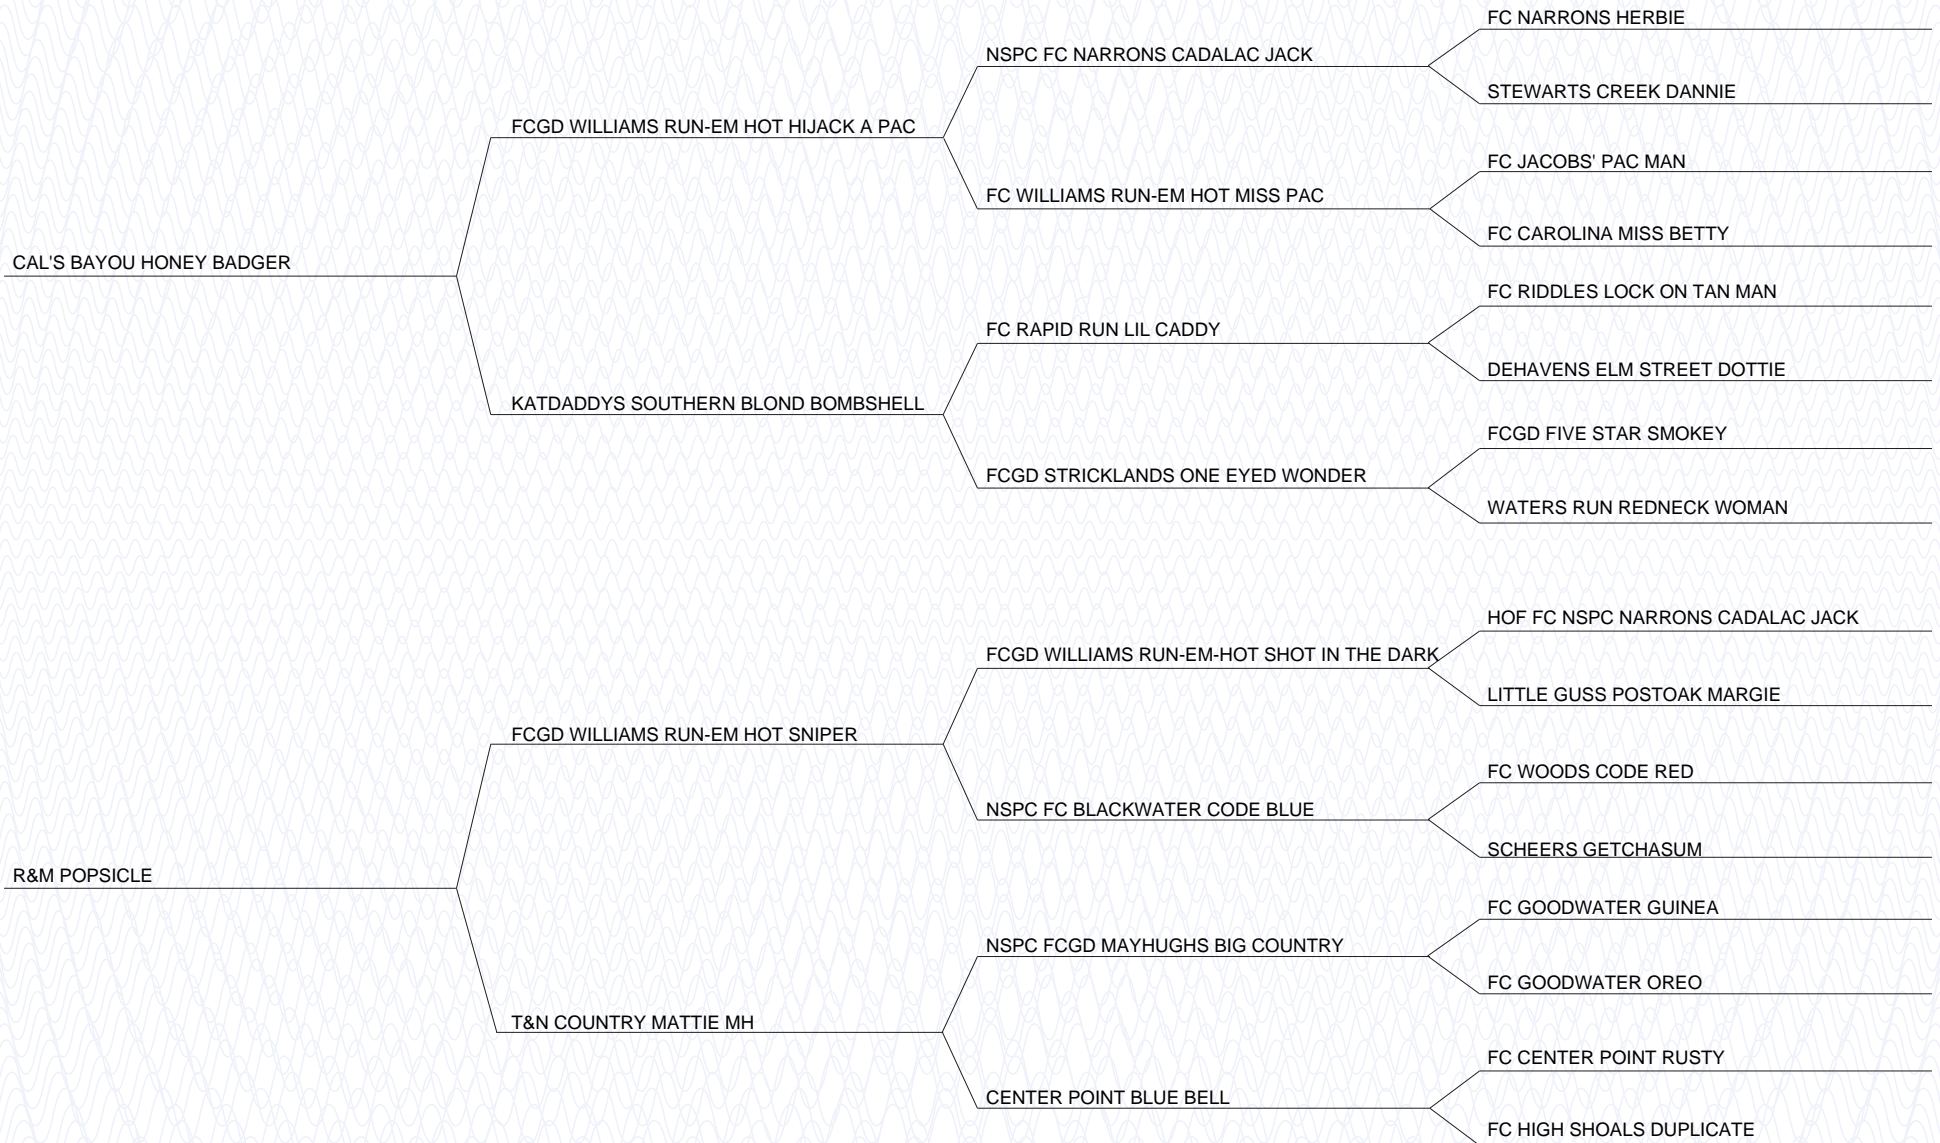 FC NARRONS HERBIE
NSPC FC NARRONS CADALAC JACK
STEWARTS CREEK DANNIE
FCGD WILLIAMS RUN-EM HOT HIJACK A PAC
FC JACOBS' PAC MAN
FC WILLIAMS RUN-EM HOT MISS PAC
FC CAROLINA MISS BETTY
CAL'S BAYOU HONEY BADGER
FC RIDDLES LOCK ON TAN MAN
FC RAPID RUN LIL CADDY
DEHAVENS ELM STREET DOTTIE
KATDADDYS SOUTHERN BLOND BOMBSHELL
FCGD FIVE STAR SMOKEY
FCGD STRICKLANDS ONE EYED WONDER
WATERS RUN REDNECK WOMAN
HOF FC NSPC NARRONS CADALAC JACK
FCGD WILLIAMS RUN-EM-HOT SHOT IN THE DARK
LITTLE GUSS POSTOAK MARGIE
FCGD WILLIAMS RUN-EM HOT SNIPER
FC WOODS CODE RED
NSPC FC BLACKWATER CODE BLUE
SCHEERS GETCHASUM
R&M POPSICLE
FC GOODWATER GUINEA
NSPC FCGD MAYHUGHS BIG COUNTRY
FC GOODWATER OREO
T&N COUNTRY MATTIE MH
FC CENTER POINT RUSTY
CENTER POINT BLUE BELL
FC HIGH SHOALS DUPLICATE